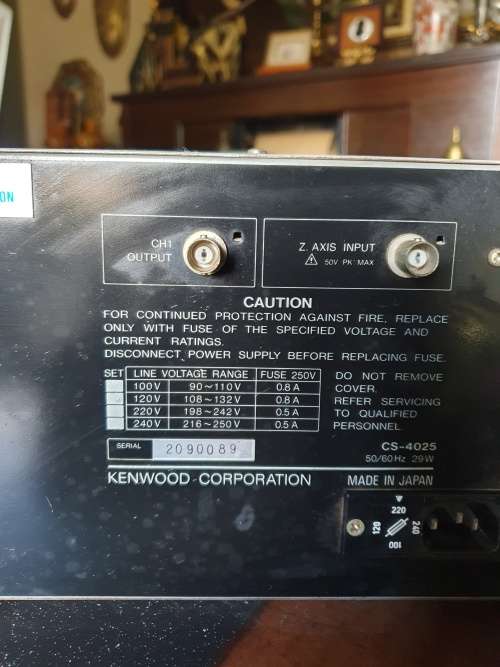 ON
CH1
OUTPUT
Z. AXIS INPUT
⚠ 50V PK MAX
CAUTION
FOR CONTINUED PROTECTION AGAINST FIRE, REPLACE
ONLY WITH FUSE OF THE SPECIFIED VOLTAGE AND
CURRENT RATINGS.
DISCONNECT POWER SUPPLY BEFORE REPLACING FUSE.
SET LINE VOLTAGE RANGE FUSE 250V
100V 90~110V 0.8A
120V 108~132V 0.8A
220V 198~242V 0.5A
240V 216~250V 0.5A
DO NOT REMOVE
COVER.
REFER SERVICING
TO QUALIFIED
PERSONNEL.
SERIAL 2090089
CS-4025
50/60Hz 29W
KENWOOD CORPORATION
MADE IN JAPAN
220
120
240
100